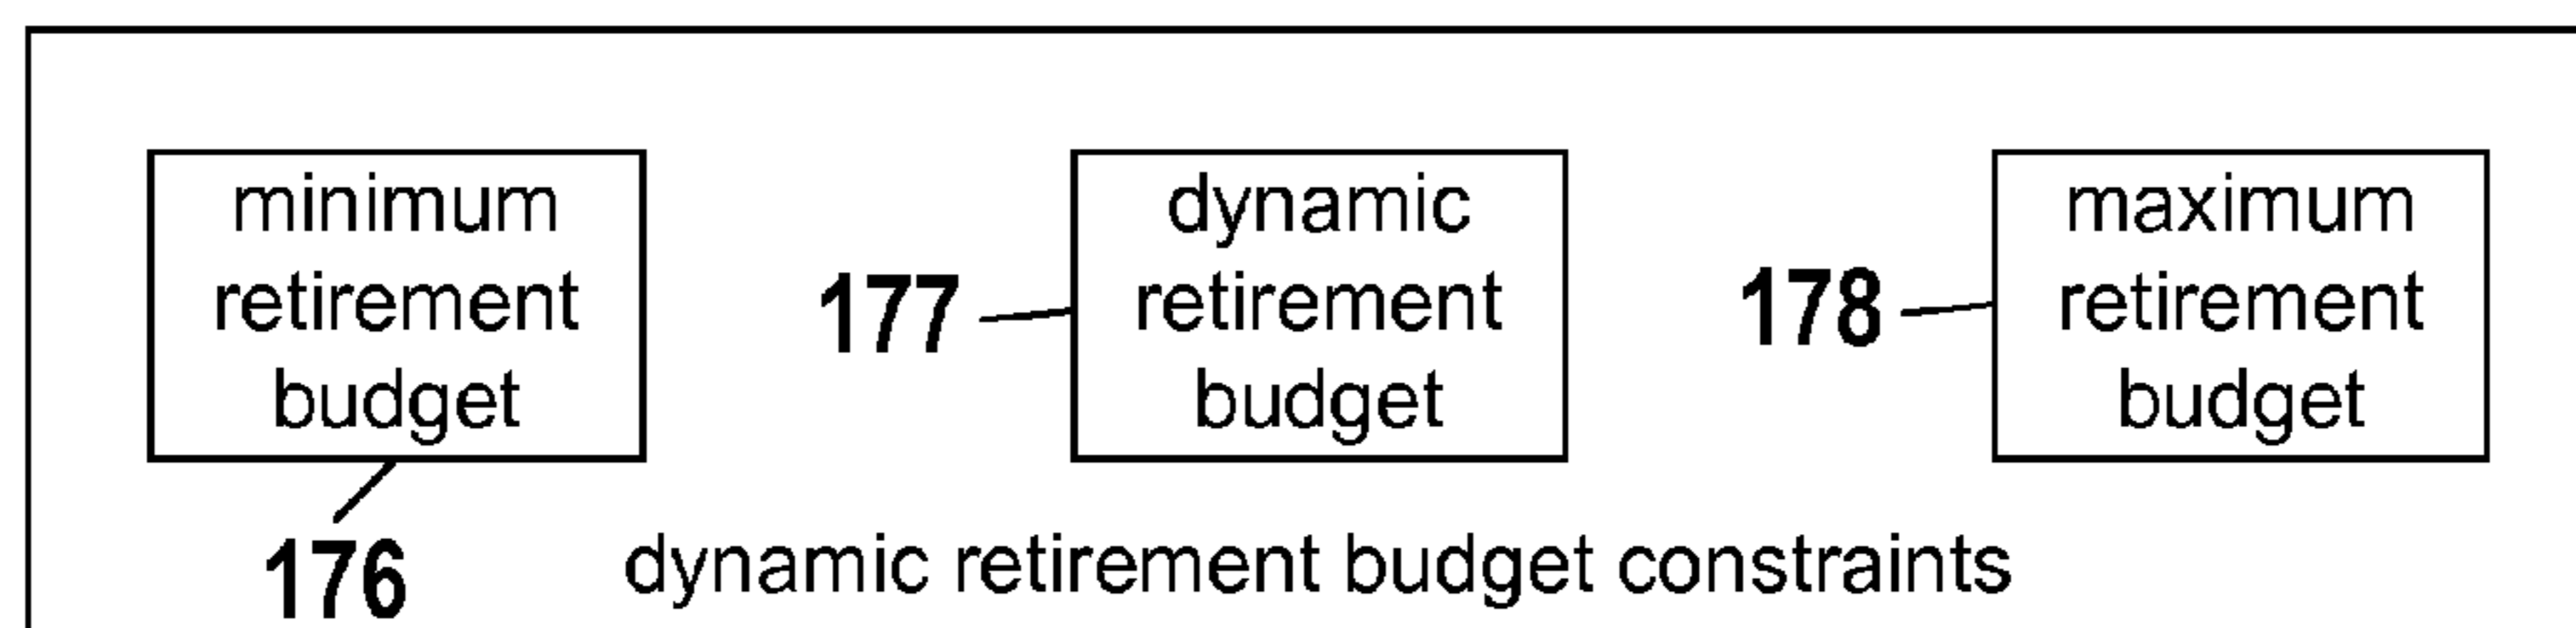 minimum
retirement
budget
176
177
dynamic
retirement
budget
178
maximum
retirement
budget
dynamic retirement budget constraints